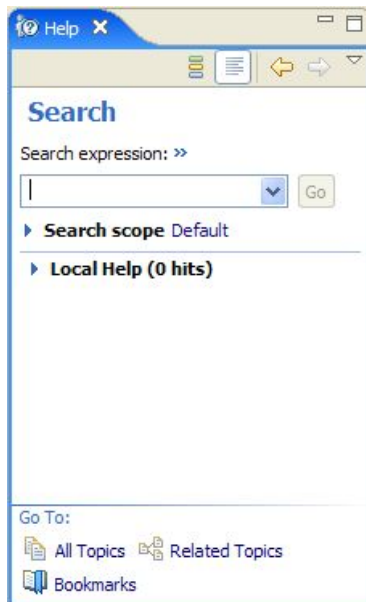 Help
Search
Search expression: »
Go
Search scope Default
Local Help (0 hits)
Go To:
All Topics Related Topics
Bookmarks